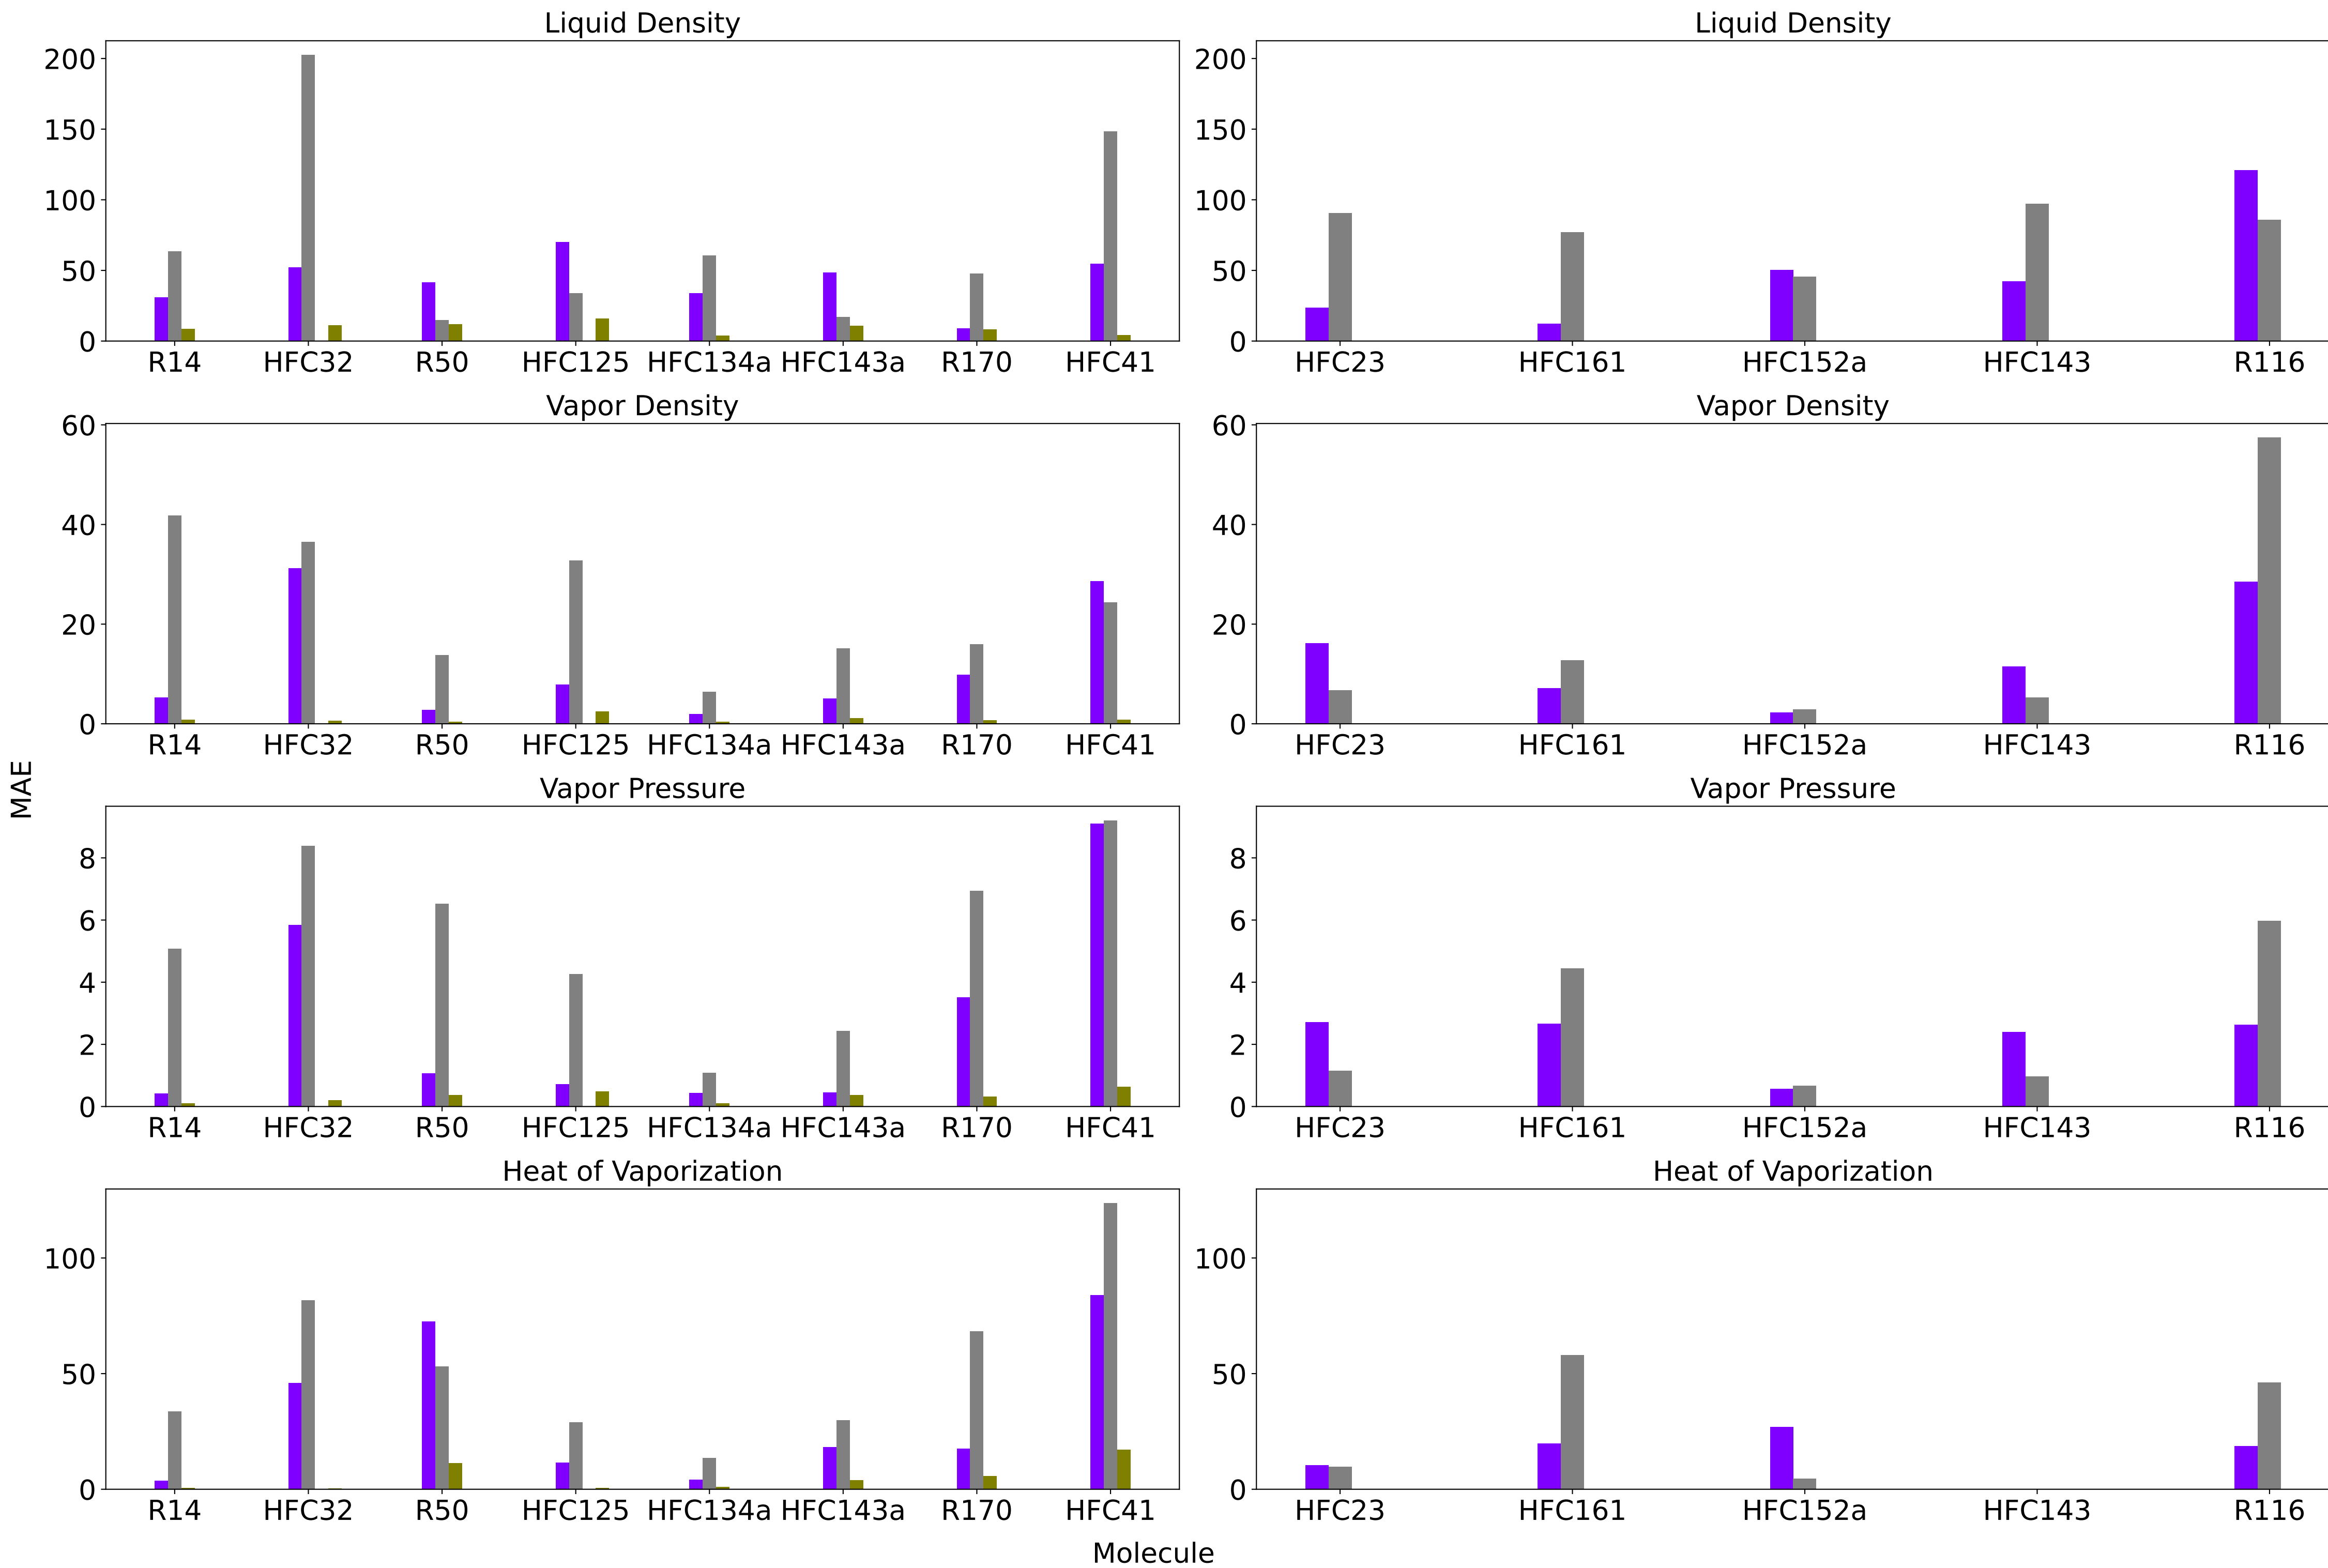 Liquid Density
200
150
100
50
0
R14 HFC32 R50 HFC125 HFC134a HFC143a R170 HFC41
Liquid Density
200
150
100
50
0
HFC23 HFC161 HFC152a HFC143 R116
Vapor Density
60
40
20
0
R14 HFC32 R50 HFC125 HFC134a HFC143a R170 HFC41
Vapor Density
60
40
20
0
HFC23 HFC161 HFC152a HFC143 R116
MAE
Vapor Pressure
8
6
4
2
0
R14 HFC32 R50 HFC125 HFC134a HFC143a R170 HFC41
Vapor Pressure
8
6
4
2
0
HFC23 HFC161 HFC152a HFC143 R116
Heat of Vaporization
100
50
0
R14 HFC32 R50 HFC125 HFC134a HFC143a R170 HFC41
Heat of Vaporization
100
50
0
HFC23 HFC161 HFC152a HFC143 R116
Molecule